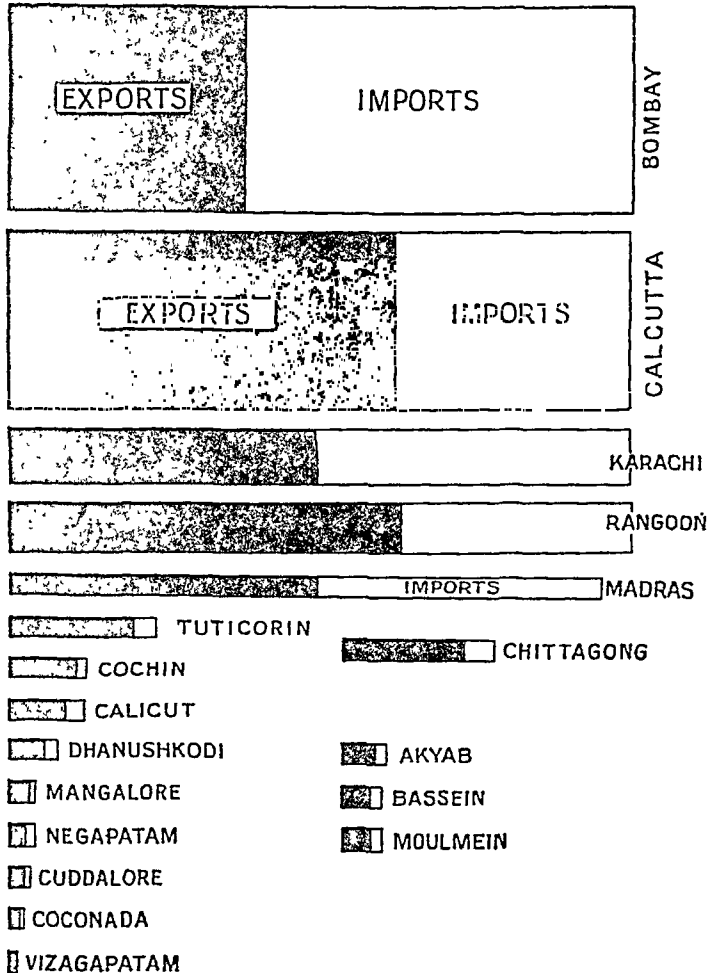 EXPORTS
IMPORTS
BOMBAY
EXPORTS
IMPORTS
CALCUTTA
KARACHI
RANGOON
IMPORTS
MADRAS
TUTICORIN
CHITTAGONG
COCHIN
CALICUT
DHANUSHKODI
AKYAB
MANGALORE
BASSEIN
NEGAPATAM
MOULMEIN
CUDDALORE
COCONADA
VIZAGAPATAM